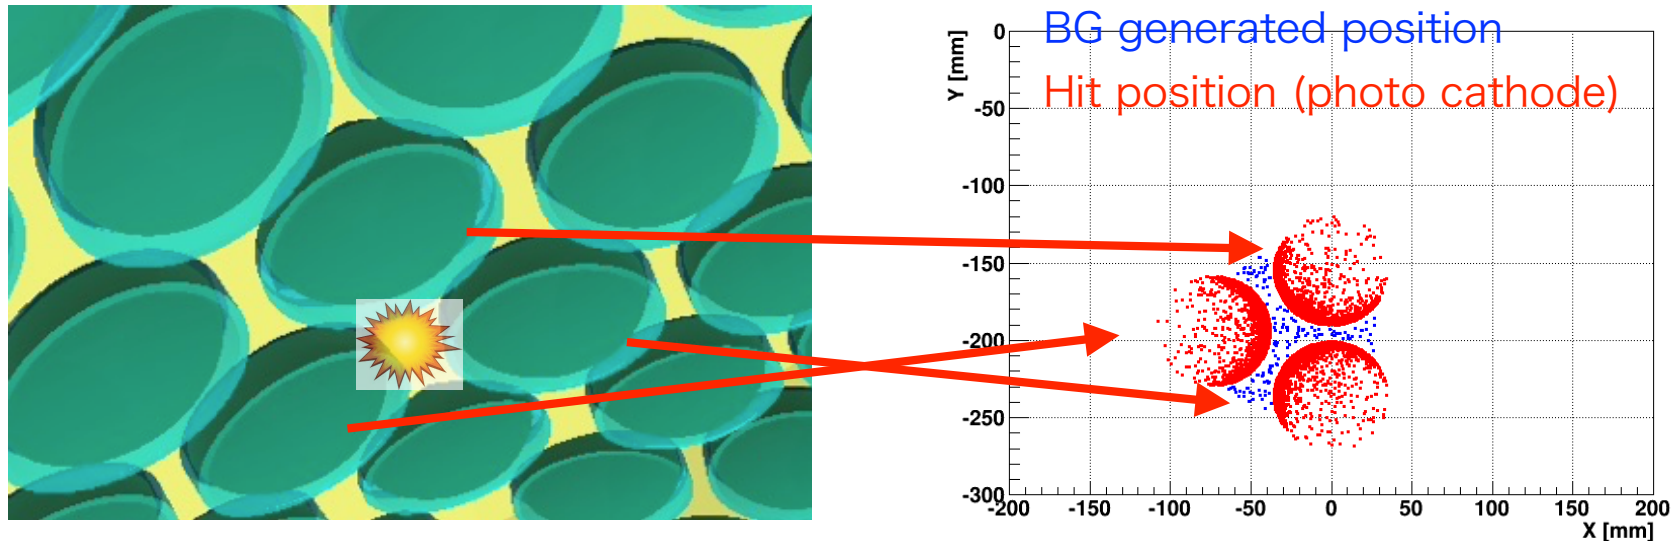 BG generated position
Hit position (photo cathode)
Y [mm]
0
-50
-100
-150
-200
-250
-300
-200 -150 -100 -50 0 50 100 150 200
X [mm]